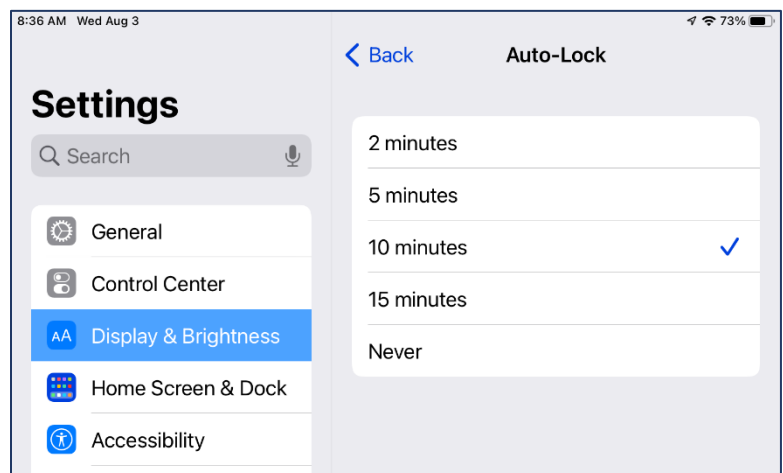 8:36 AM Wed Aug 3
73%
Settings
Search
General
Control Center
AA Display & Brightness
Home Screen & Dock
Accessibility
Back
Auto-Lock
2 minutes
5 minutes
10 minutes
15 minutes
Never